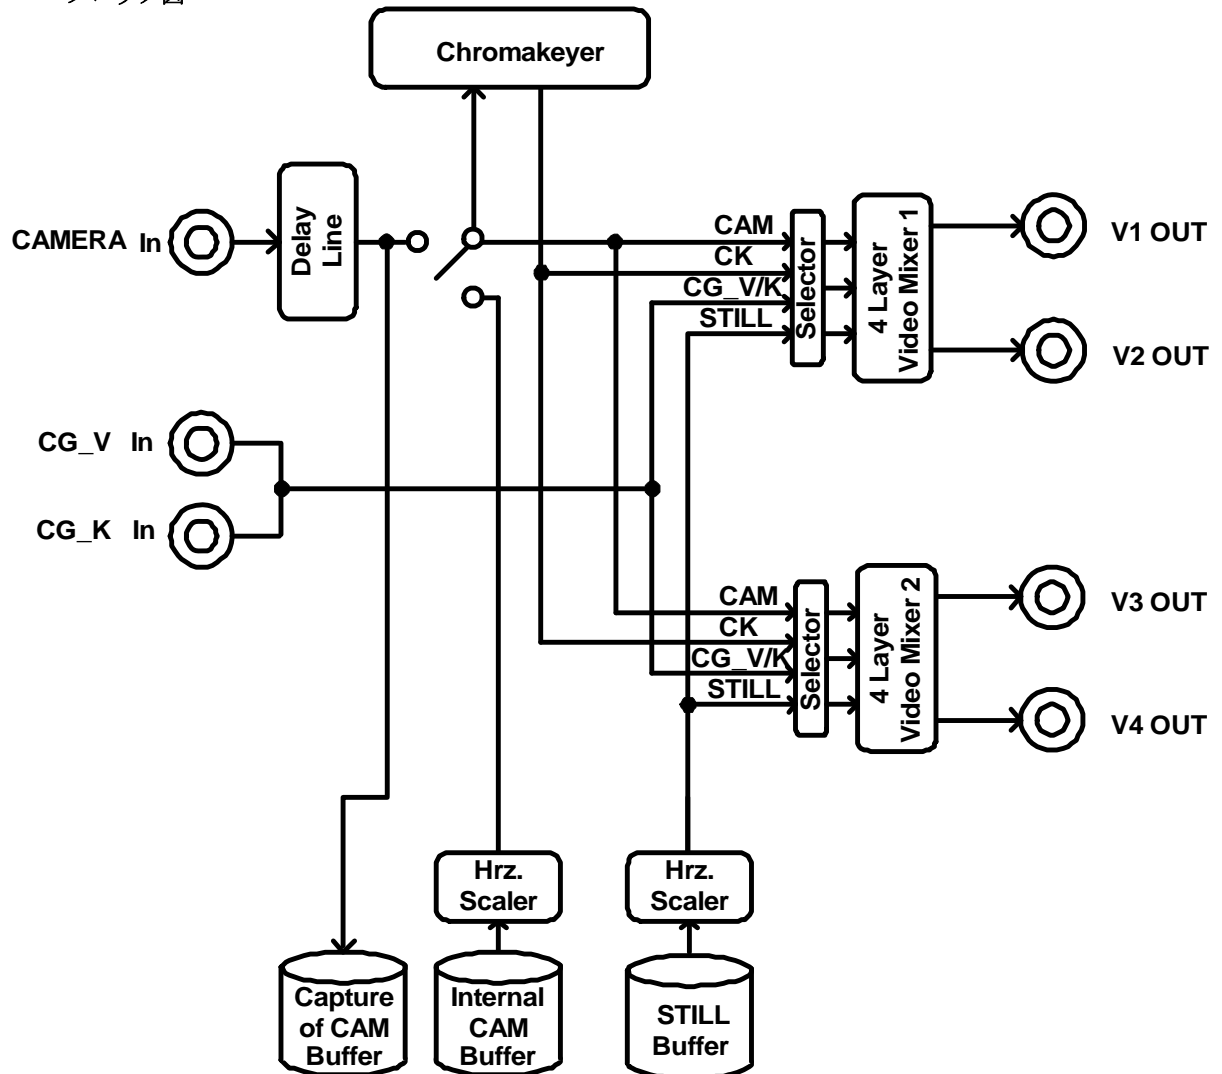 Chromakeyer
Delay
Line
CAMERA In
CAM
CK
CG_V/K
STILL
Selector
4 Layer
Video Mixer 1
V1 OUT
V2 OUT
CG_V In
CG_K In
CAM
CK
CG_V/K
STILL
Selector
4 Layer
Video Mixer 2
V3 OUT
V4 OUT
Hrz.
Scaler
Hrz.
Scaler
Capture
of CAM
Buffer
Internal
CAM
Buffer
STILL
Buffer